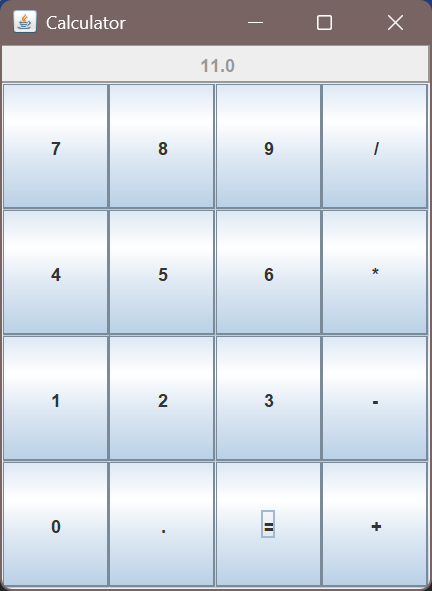 Calculator
11.0
7 8 9 /
4 5 6 *
1 2 3 -
0 . = +